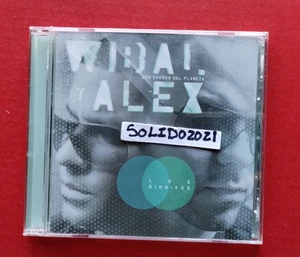 WIBAL.
LOS DUEÑOS DEL PLANETA
Y ALEX
SOLIDO2021
LOS
BIONIKOS